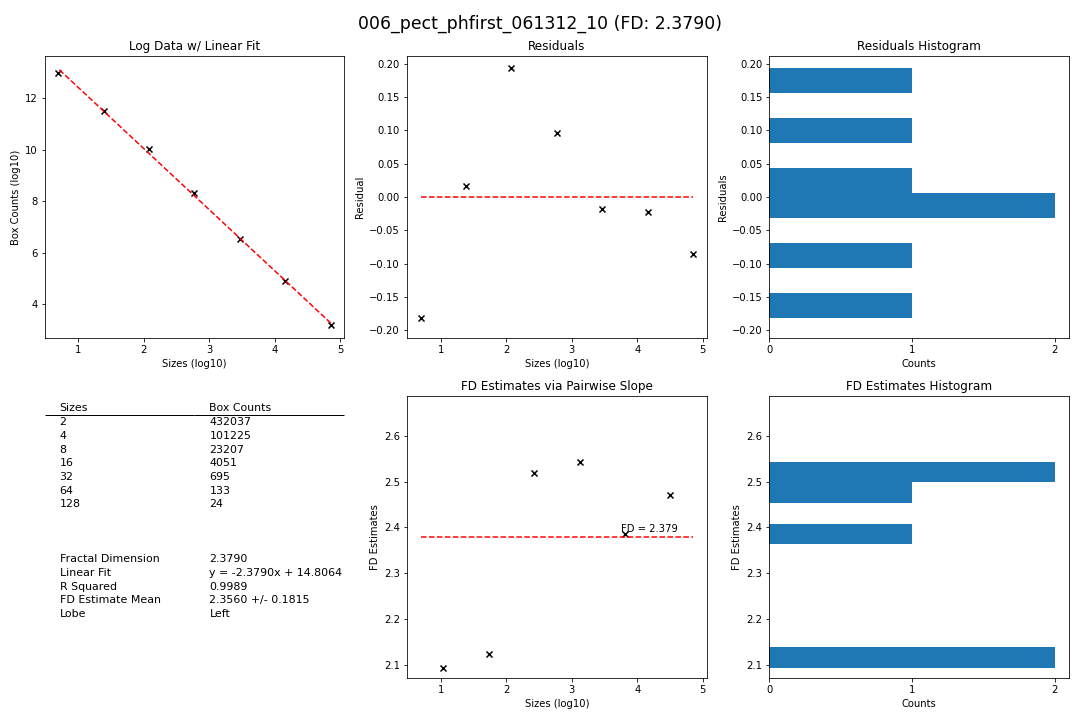 006_pect_phfirst_061312_10 (FD: 2.3790)
Log Data w/ Linear Fit
Box Counts (log10)
12
10
8
6
4
1 2 3 4 5
Sizes (log10)
Residuals
Residual
0.20
0.15
0.10
0.05
0.00
−0.05
−0.10
−0.15
−0.20
1 2 3 4 5
Sizes (log10)
Residuals Histogram
Residuals
0.20
0.15
0.10
0.05
0.00
−0.05
−0.10
−0.15
−0.20
0 1 2
Counts
Sizes Box Counts
2 432037
4 101225
8 23207
16 4051
32 695
64 133
128 24
Fractal Dimension 2.3790
Linear Fit y = -2.3790x + 14.8064
R Squared 0.9989
FD Estimate Mean 2.3560 +/- 0.1815
Lobe Left
FD Estimates via Pairwise Slope
FD Estimates
2.6
2.5
2.4
2.3
2.2
2.1
FD = 2.379
1 2 3 4 5
Sizes (log10)
FD Estimates Histogram
FD Estimates
2.6
2.5
2.4
2.3
2.2
2.1
0 1 2
Counts